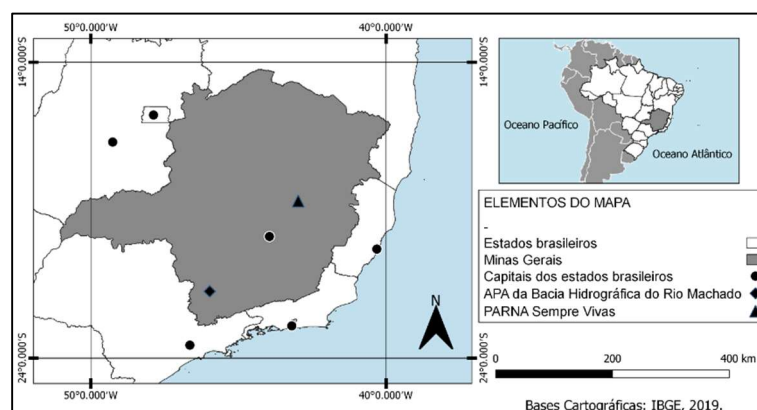 50°0.000'W
40°0.000'W
14°0.000'S
14°0.000'S
24°0.000'S
24°0.000'S
50°0.000'W
40°0.000'W
N
Oceano Pacífico
Oceano Atlântico
ELEMENTOS DO MAPA
-
Estados brasileiros
Minas Gerais
Capitais dos estados brasileiros
APA da Bacia Hidrográfica do Rio Machado
PARNA Sempre Vivas
0 200 400 km
Bases Cartográficas: IBGE, 2019.